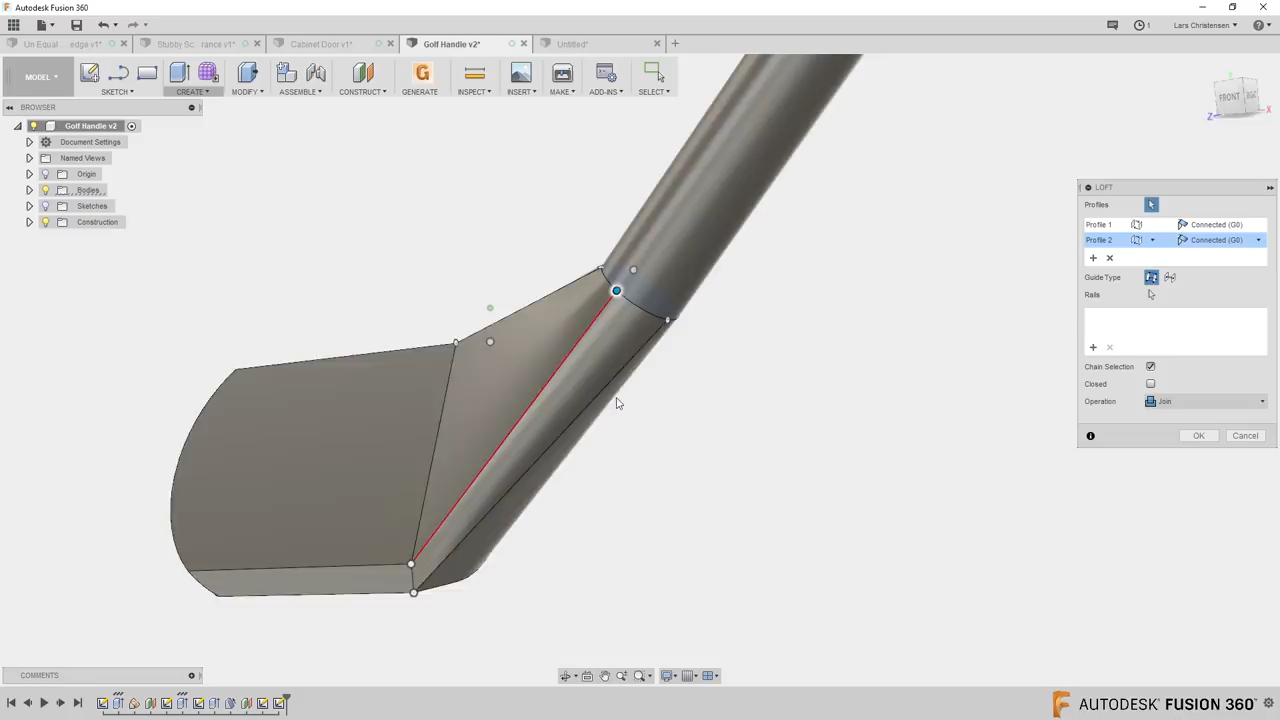 Autodesk Fusion 360
Lars Christensen
Un Equal ... edge v1*
Stubby Sc... rance v1*
Cabinet Door v1*
Golf Handle v2*
Untitled*
MODEL
SKETCH
CREATE
MODIFY
ASSEMBLE
CONSTRUCT
G
GENERATE
INSPECT
INSERT
MAKE
ADD-INS
SELECT
BROWSER
Golf Handle v2
Document Settings
Named Views
Origin
Bodies
Sketches
Construction
FRONT
Z
X
LOFT
Profiles
Profile 1 Connected (G0)
Profile 2 Connected (G0)
Guide Type
Rails
Chain Selection
Closed
Operation Join
OK Cancel
COMMENTS
AUTODESK® FUSION 360™